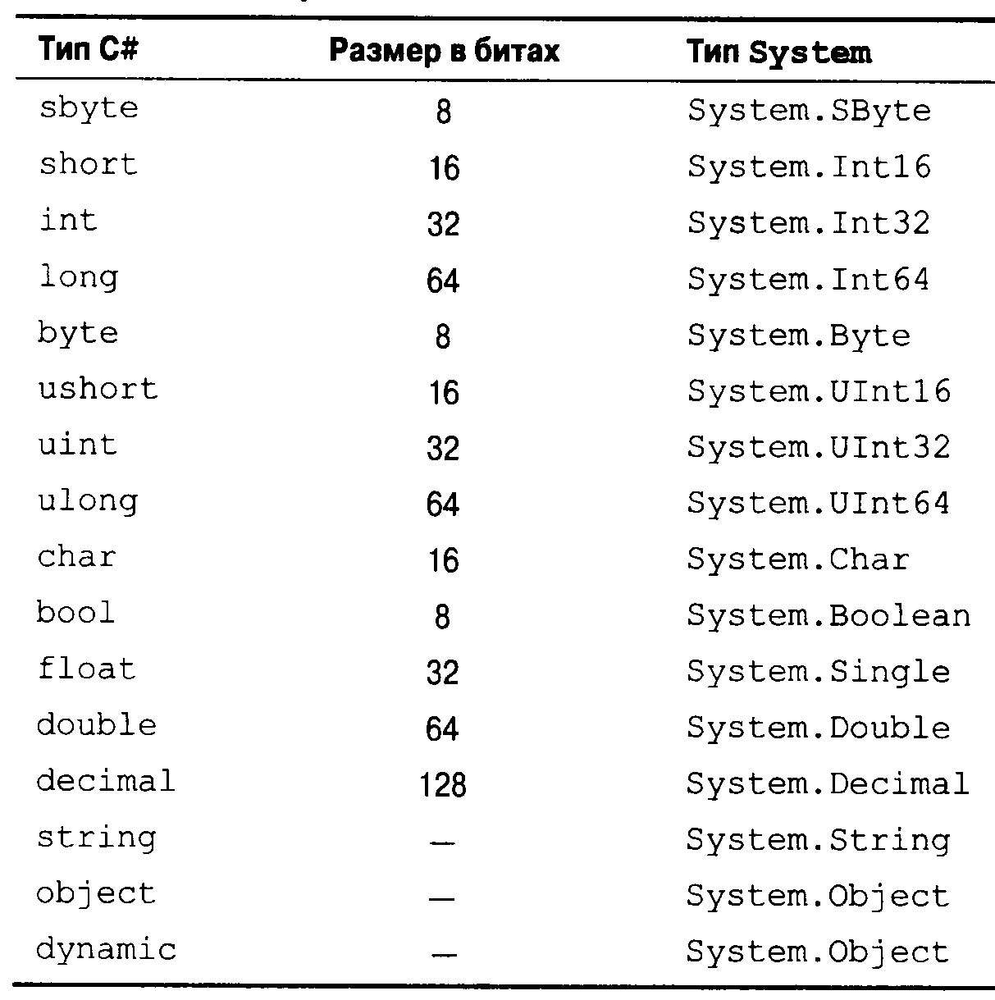 Тип C# Размер в битах Тип System
sbyte 8 System.SByte
short 16 System.Int16
int 32 System.Int32
long 64 System.Int64
byte 8 System.Byte
ushort 16 System.UInt16
uint 32 System.UInt32
ulong 64 System.UInt64
char 16 System.Char
bool 8 System.Boolean
float 32 System.Single
double 64 System.Double
decimal 128 System.Decimal
string — System.String
object — System.Object
dynamic — System.Object